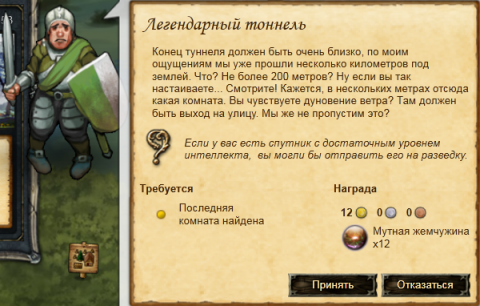 Легендарный тоннель
Конец туннеля должен быть очень близко, по моим
ощущениям мы уже прошли несколько километров под
землей. Что? Не более 200 метров? Ну если вы так
настаиваете... Смотрите! Кажется, в нескольких метрах отсюда
какая комната. Вы чувствуете дуновение ветра? Там должен
быть выход на улицу. Мы же не пропустим это?
Если у вас есть спутник с достаточным уровнем
интеллекта, вы могли бы отправить его на разведку.
Требуется
Последняя
комната найдена
Награда
12 0 0
Мутная жемчужина
x12
Принять
Отказаться